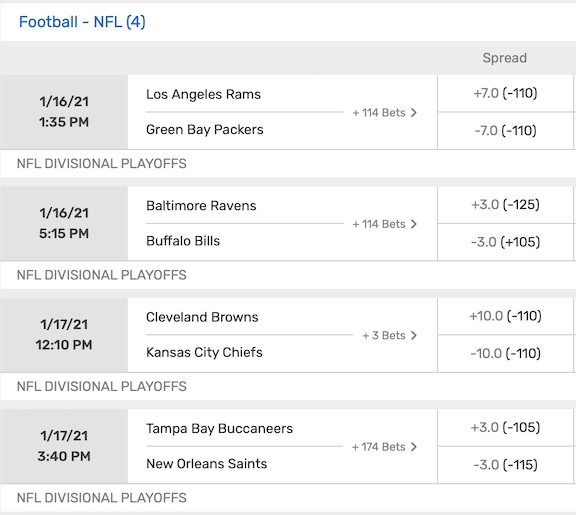 Football - NFL (4)
Spread
1/16/21
1:35 PM
Los Angeles Rams
+ 114 Bets >
Green Bay Packers
+7.0 (-110)
-7.0 (-110)
NFL DIVISIONAL PLAYOFFS
1/16/21
5:15 PM
Baltimore Ravens
+ 114 Bets >
Buffalo Bills
+3.0 (-125)
-3.0 (+105)
NFL DIVISIONAL PLAYOFFS
1/17/21
12:10 PM
Cleveland Browns
+ 3 Bets >
Kansas City Chiefs
+10.0 (-110)
-10.0 (-110)
NFL DIVISIONAL PLAYOFFS
1/17/21
3:40 PM
Tampa Bay Buccaneers
+ 174 Bets >
New Orleans Saints
+3.0 (-105)
-3.0 (-115)
NFL DIVISIONAL PLAYOFFS